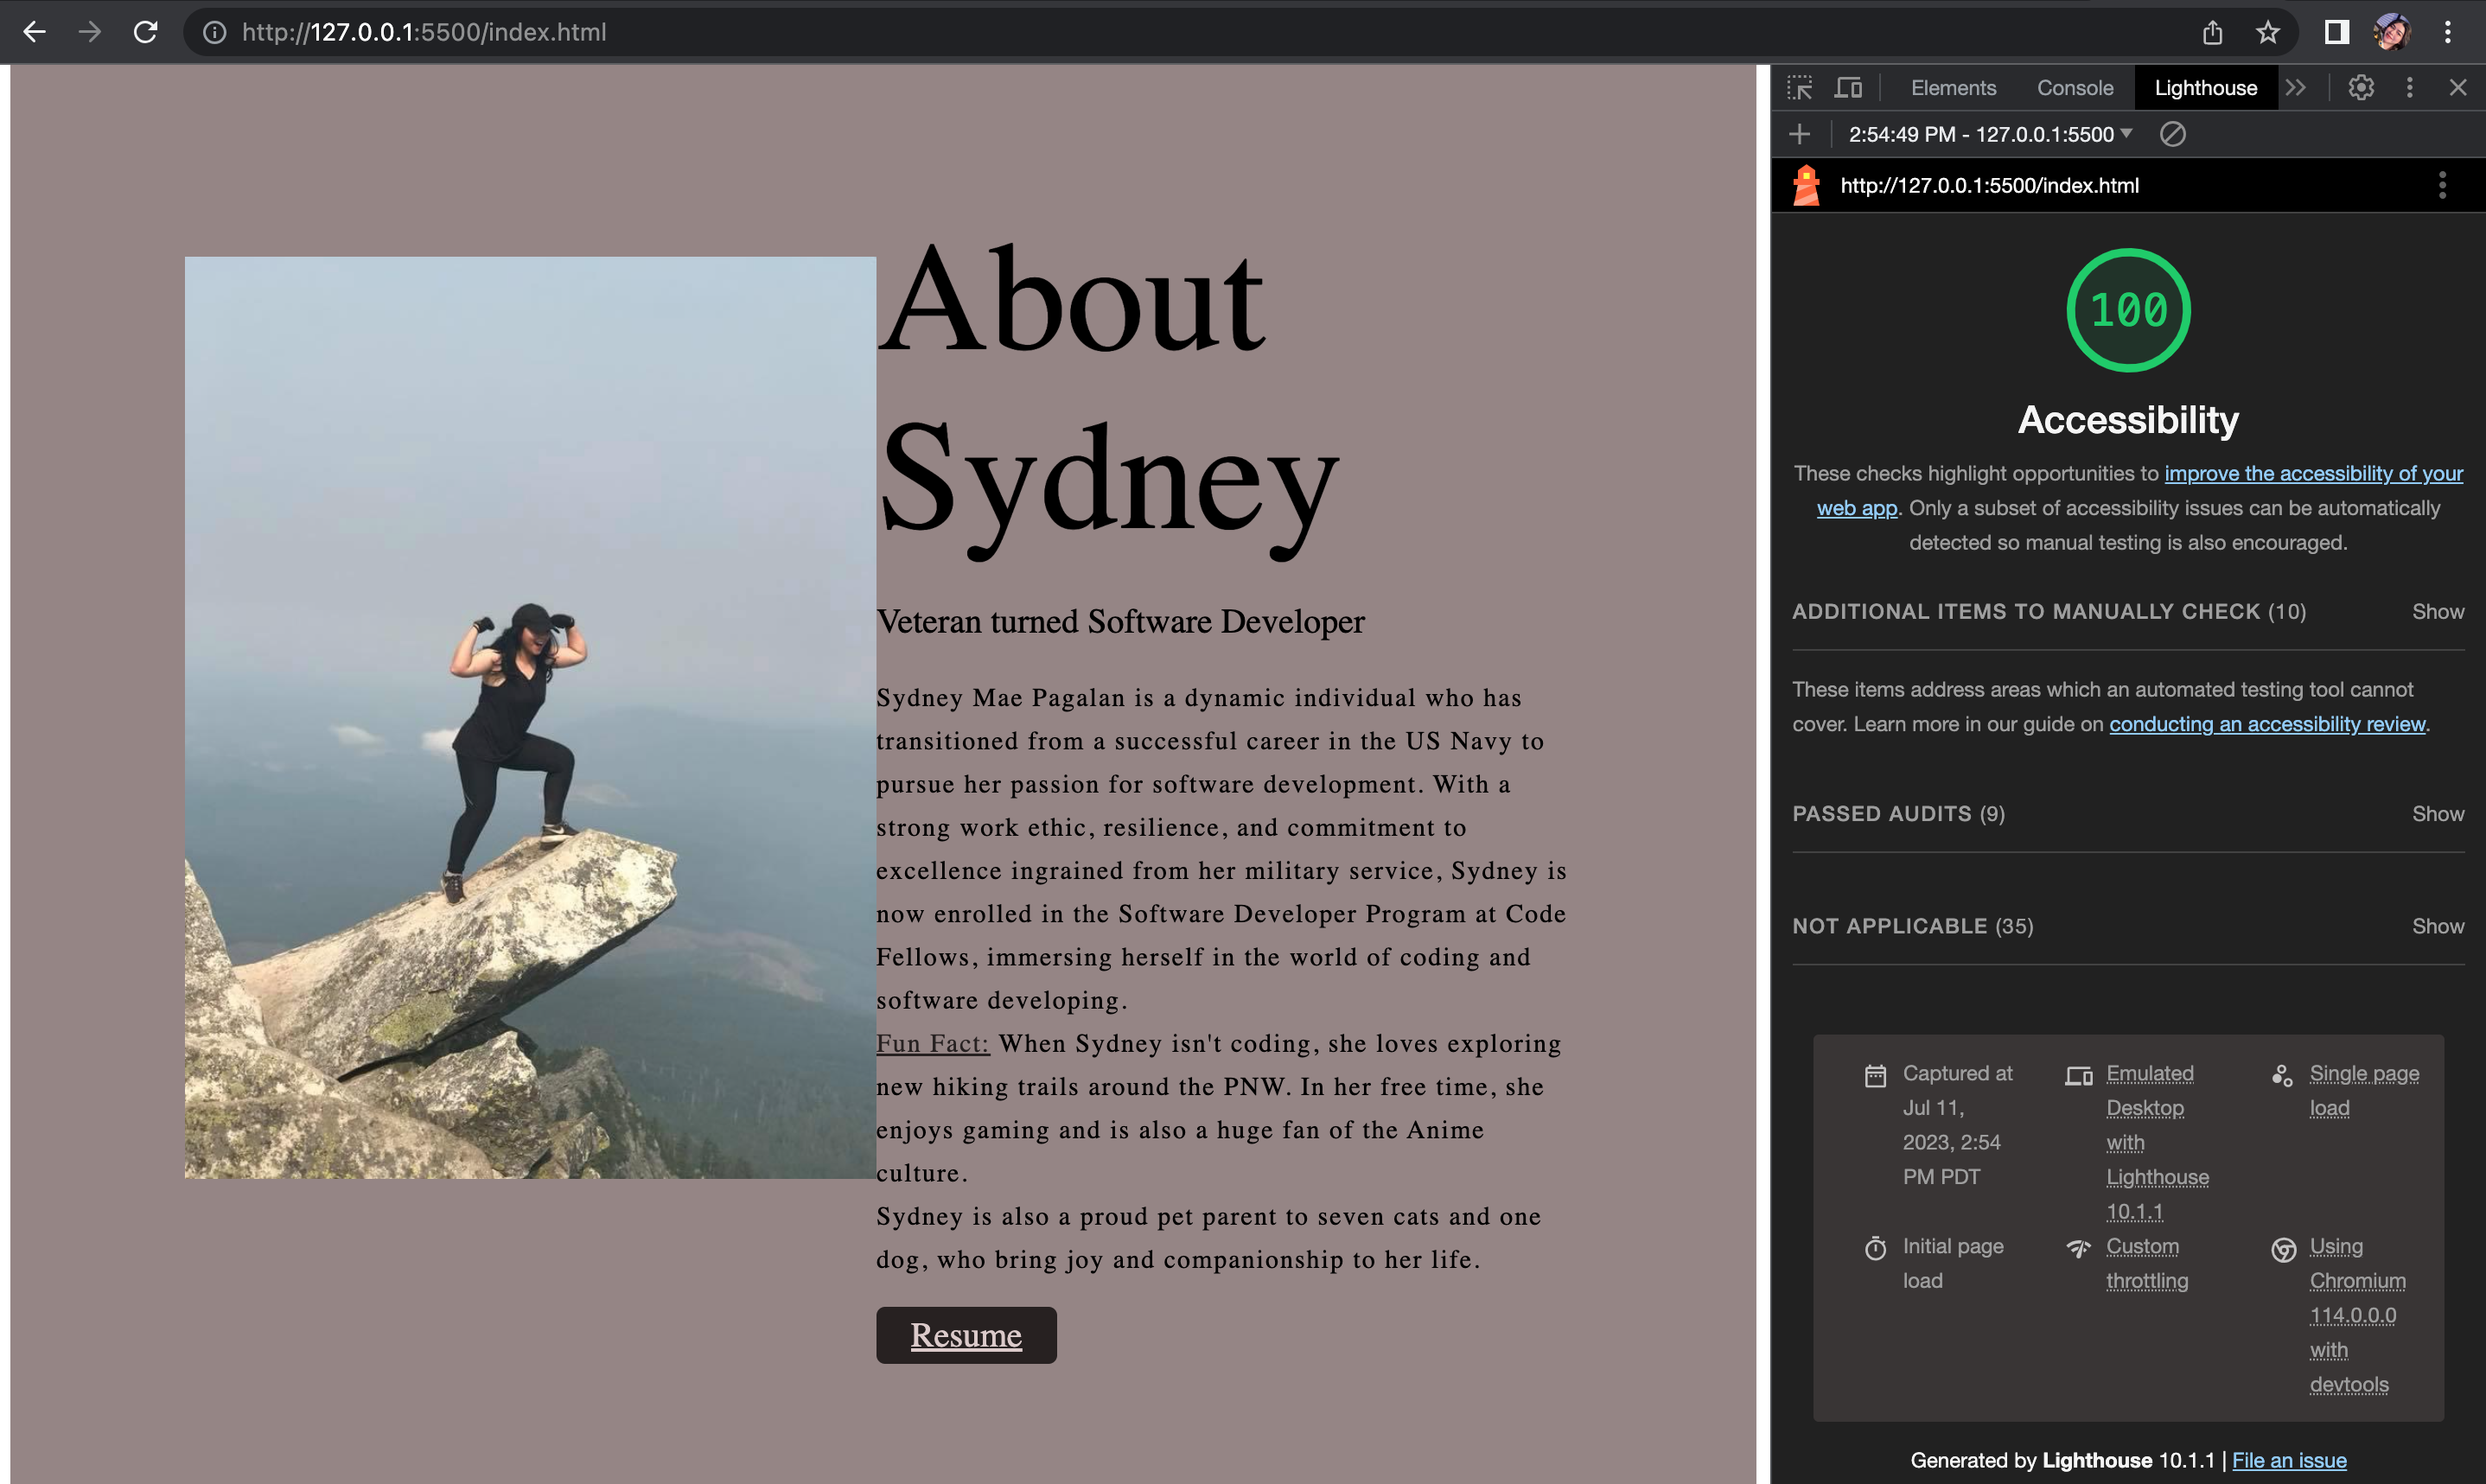 http://127.0.0.1:5500/index.html
About
Sydney
Veteran turned Software Developer
Sydney Mae Pagalan is a dynamic individual who has
transitioned from a successful career in the US Navy to
pursue her passion for software development. With a
strong work ethic, resilience, and commitment to
excellence ingrained from her military service, Sydney is
now enrolled in the Software Developer Program at Code
Fellows, immersing herself in the world of coding and
software developing.
Fun Fact: When Sydney isn't coding, she loves exploring
new hiking trails around the PNW. In her free time, she
enjoys gaming and is also a huge fan of the Anime
culture.
Sydney is also a proud pet parent to seven cats and one
dog, who bring joy and companionship to her life.
Resume
Elements Console Lighthouse
2:54:49 PM - 127.0.0.1:5500
http://127.0.0.1:5500/index.html
100
Accessibility
These checks highlight opportunities to improve the accessibility of your
web app. Only a subset of accessibility issues can be automatically
detected so manual testing is also encouraged.
ADDITIONAL ITEMS TO MANUALLY CHECK (10) Show
These items address areas which an automated testing tool cannot
cover. Learn more in our guide on conducting an accessibility review.
PASSED AUDITS (9) Show
NOT APPLICABLE (35) Show
Captured at
Jul 11,
2023, 2:54
PM PDT
Emulated
Desktop
with
Lighthouse
10.1.1
Single page
load
Initial page
load
Custom
throttling
Using
Chromium
114.0.0.0
with
devtools
Generated by Lighthouse 10.1.1 | File an issue